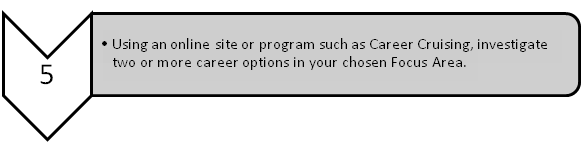 5
• Using an online site or program such as Career Cruising, investigate
two or more career options in your chosen Focus Area.